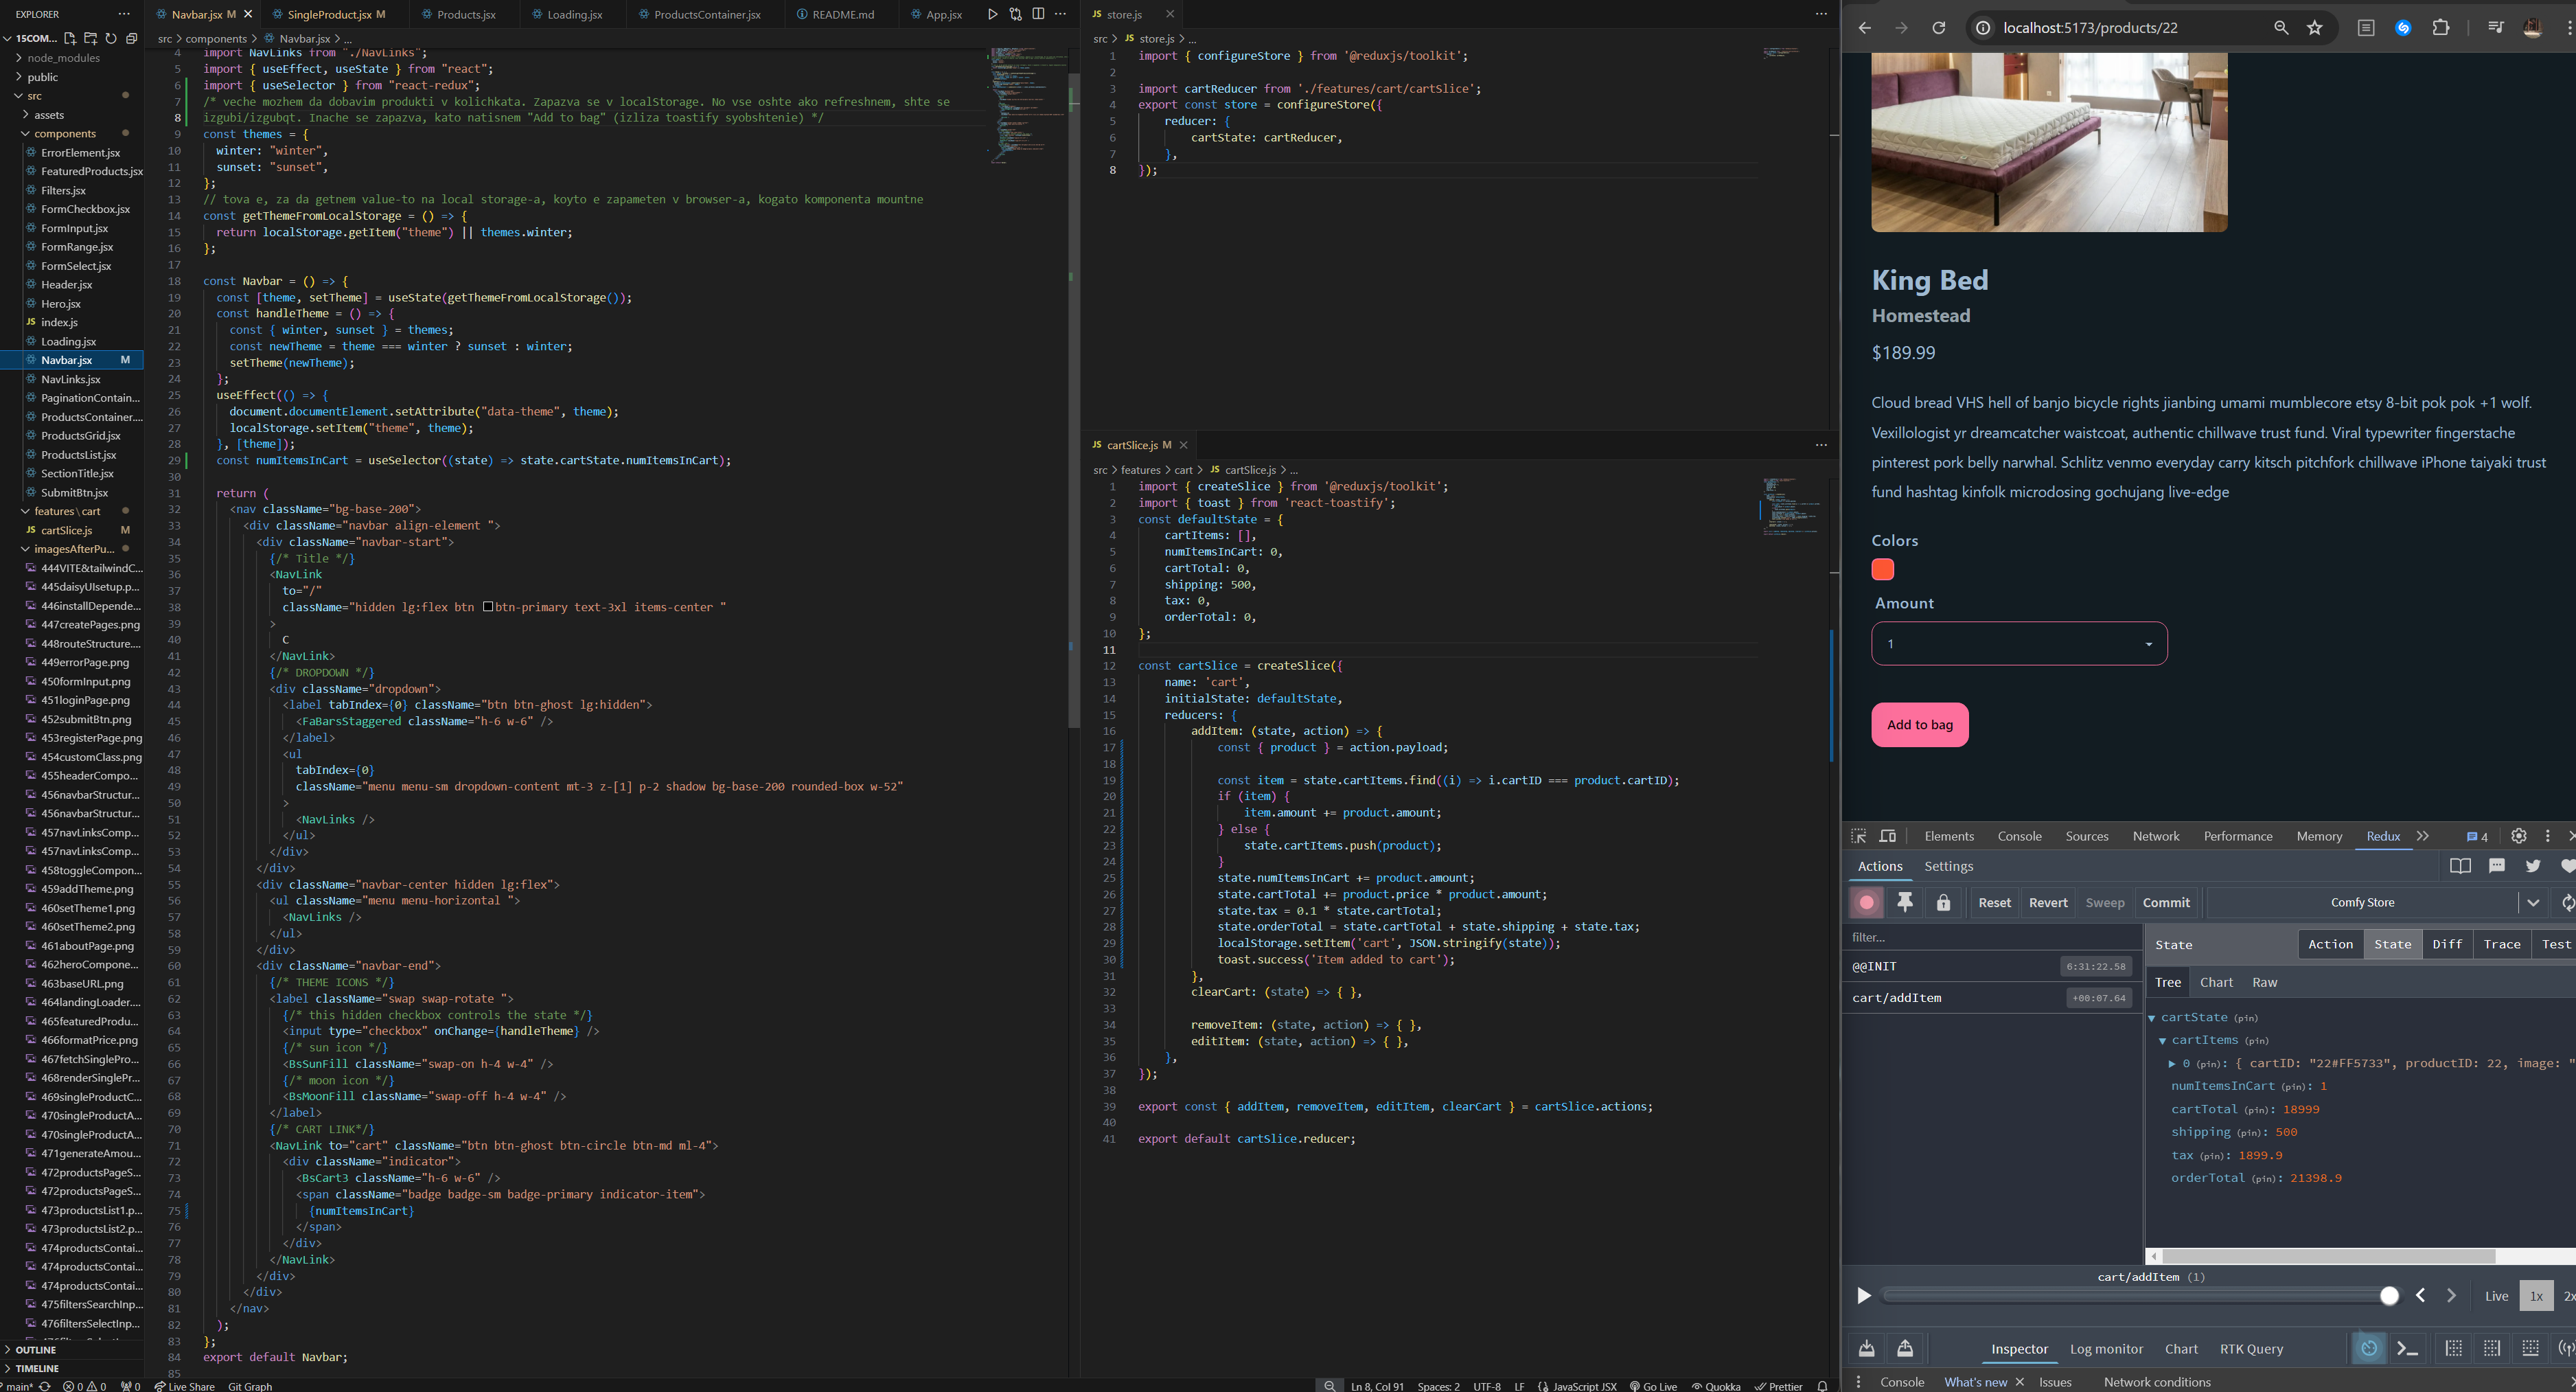 EXPLORER
15COM...
node_modules
public
src
assets
components
ErrorElement.jsx
FeaturedProducts.jsx
Filters.jsx
FormCheckbox.jsx
FormInput.jsx
FormRange.jsx
FormSelect.jsx
Header.jsx
Hero.jsx
index.js
Loading.jsx
Navbar.jsx M
NavLinks.jsx
PaginationContain...
ProductsContainer....
ProductsGrid.jsx
ProductsList.jsx
SectionTitle.jsx
SubmitBtn.jsx
features\cart
cartSlice.js M
imagesAfterPu...
444VITE&tailwindC...
445daisyUIsetup.p...
446installDepende...
447createPages.png
448routeStructure....
449errorPage.png
450formInput.png
451loginPage.png
452submitBtn.png
453registerPage.png
454customClass.png
455headerCompo...
456navbarStructur...
456navbarStructur...
457navLinksComp...
457navLinksComp...
458toggleCompon...
459addTheme.png
460setTheme1.png
460setTheme2.png
461aboutPage.png
462heroCompone...
463baseURL.png
464landingLoader....
465featuredProdu...
466formatPrice.png
467fetchSinglePro...
468renderSinglePr...
469singleProductC...
470singleProductA...
470singleProductA...
471generateAmou...
472productsPageS...
472productsPageS...
473productsList1.p...
473productsList2.p...
474productsContai...
474productsContai...
474productsContai...
475filtersSearchInp...
476filtersSelectInp...
OUTLINE
TIMELINE
Navbar.jsx M
SingleProduct.jsx M
Products.jsx
Loading.jsx
ProductsContainer.jsx
README.md
App.jsx
src > components > Navbar.jsx > ...
4 import NavLinks from "./NavLinks";
5 import { useEffect, useState } from "react";
6 import { useSelector } from "react-redux";
7 /* veche mozhem da dobavim produkti v kolichkata. Zapazva se v localStorage. No vse oshte ako refreshnem, shte se
8 izgubi/izgubqt. Inache se zapazva, kato natisnem "Add to bag" (izliza toastify syobshtenie) */
9 const themes = {
10 winter: "winter",
11 sunset: "sunset",
12 };
13 // tova e, za da getnem value-to na local storage-a, koyto e zapameten v browser-a, kogato komponenta mountne
14 const getThemeFromLocalStorage = () => {
15 return localStorage.getItem("theme") || themes.winter;
16 };
17
18 const Navbar = () => {
19 const [theme, setTheme] = useState(getThemeFromLocalStorage());
20 const handleTheme = () => {
21 const { winter, sunset } = themes;
22 const newTheme = theme === winter ? sunset : winter;
23 setTheme(newTheme);
24 };
25 useEffect(() => {
26 document.documentElement.setAttribute("data-theme", theme);
27 localStorage.setItem("theme", theme);
28 }, [theme]);
29 const numItemsInCart = useSelector((state) => state.cartState.numItemsInCart);
30
31 return (
32 <nav className="bg-base-200">
33 <div className="navbar align-element ">
34 <div className="navbar-start">
35 {/* Title */}
36 <NavLink
37 to="/"
38 className="hidden lg:flex btn btn-primary text-3xl items-center "
39 >
40 C
41 </NavLink>
42 {/* DROPDOWN */}
43 <div className="dropdown">
44 <label tabIndex={0} className="btn btn-ghost lg:hidden">
45 <FaBarsStaggered className="h-6 w-6" />
46 </label>
47 <ul
48 tabIndex={0}
49 className="menu menu-sm dropdown-content mt-3 z-[1] p-2 shadow bg-base-200 rounded-box w-52"
50 >
51 <NavLinks />
52 </ul>
53 </div>
54 </div>
55 <div className="navbar-center hidden lg:flex">
56 <ul className="menu menu-horizontal ">
57 <NavLinks />
58 </ul>
59 </div>
60 <div className="navbar-end">
61 {/* THEME ICONS */}
62 <label className="swap swap-rotate ">
63 {/* this hidden checkbox controls the state */}
64 <input type="checkbox" onChange={handleTheme} />
65 {/* sun icon */}
66 <BsSunFill className="swap-on h-4 w-4" />
67 {/* moon icon */}
68 <BsMoonFill className="swap-off h-4 w-4" />
69 </label>
70 {/* CART LINK*/}
71 <NavLink to="cart" className="btn btn-ghost btn-circle btn-md ml-4">
72 <div className="indicator">
73 <BsCart3 className="h-6 w-6" />
74 <span className="badge badge-sm badge-primary indicator-item">
75 {numItemsInCart}
76 </span>
77 </div>
78 </NavLink>
79 </div>
80 </div>
81 </nav>
82 );
83 };
84 export default Navbar;
85
store.js
src > store.js > ...
1 import { configureStore } from '@reduxjs/toolkit';
2
3 import cartReducer from './features/cart/cartSlice';
4 export const store = configureStore({
5 reducer: {
6 cartState: cartReducer,
7 },
8 });
cartSlice.js M
src > features > cart > cartSlice.js > ...
1 import { createSlice } from '@reduxjs/toolkit';
2 import { toast } from 'react-toastify';
3 const defaultState = {
4 cartItems: [],
5 numItemsInCart: 0,
6 cartTotal: 0,
7 shipping: 500,
8 tax: 0,
9 orderTotal: 0,
10 };
11
12 const cartSlice = createSlice({
13 name: 'cart',
14 initialState: defaultState,
15 reducers: {
16 addItem: (state, action) => {
17 const { product } = action.payload;
18
19 const item = state.cartItems.find((i) => i.cartID === product.cartID);
20 if (item) {
21 item.amount += product.amount;
22 } else {
23 state.cartItems.push(product);
24 }
25 state.numItemsInCart += product.amount;
26 state.cartTotal += product.price * product.amount;
27 state.tax = 0.1 * state.cartTotal;
28 state.orderTotal = state.cartTotal + state.shipping + state.tax;
29 localStorage.setItem('cart', JSON.stringify(state));
30 toast.success('Item added to cart');
31 },
32 clearCart: (state) => { },
33
34 removeItem: (state, action) => { },
35 editItem: (state, action) => { },
36 },
37 });
38
39 export const { addItem, removeItem, editItem, clearCart } = cartSlice.actions;
40
41 export default cartSlice.reducer;
main*
0 0
0
Live Share
Git Graph
Ln 8, Col 91
Spaces: 2
UTF-8
LF
JavaScript JSX
Go Live
Quokka
Prettier
localhost:5173/products/22
King Bed
Homestead
$189.99
Cloud bread VHS hell of banjo bicycle rights jianbing umami mumblecore etsy 8-bit pok pok +1 wolf.
Vexillologist yr dreamcatcher waistcoat, authentic chillwave trust fund. Viral typewriter fingerstache
pinterest pork belly narwhal. Schlitz venmo everyday carry kitsch pitchfork chillwave iPhone taiyaki trust
fund hashtag kinfolk microdosing gochujang live-edge
Colors
Amount
1
Add to bag
Elements Console Sources Network Performance Memory Redux 4
Actions Settings
Reset Revert Sweep Commit Comfy Store
filter...
@@INIT 6:31:22.58
cart/addItem +00:07.64
State Action State Diff Trace Test
Tree Chart Raw
cartState (pin)
cartItems (pin)
0 (pin): { cartID: "22#FF5733", productID: 22, image: "
numItemsInCart (pin): 1
cartTotal (pin): 18999
shipping (pin): 500
tax (pin): 1899.9
orderTotal (pin): 21398.9
cart/addItem (1)
Live 1x 2x
Inspector Log monitor Chart RTK Query
Console What's new Issues Network conditions